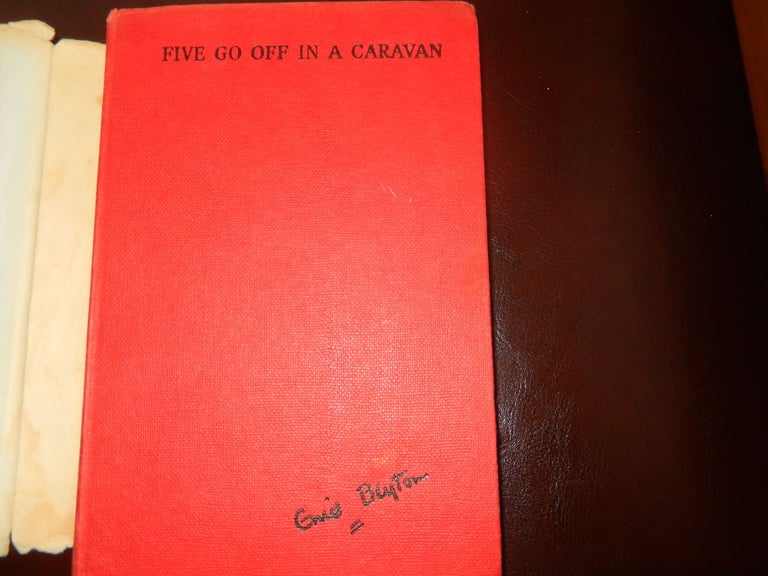 FIVE GO OFF IN A CARAVAN
Enid Blyton